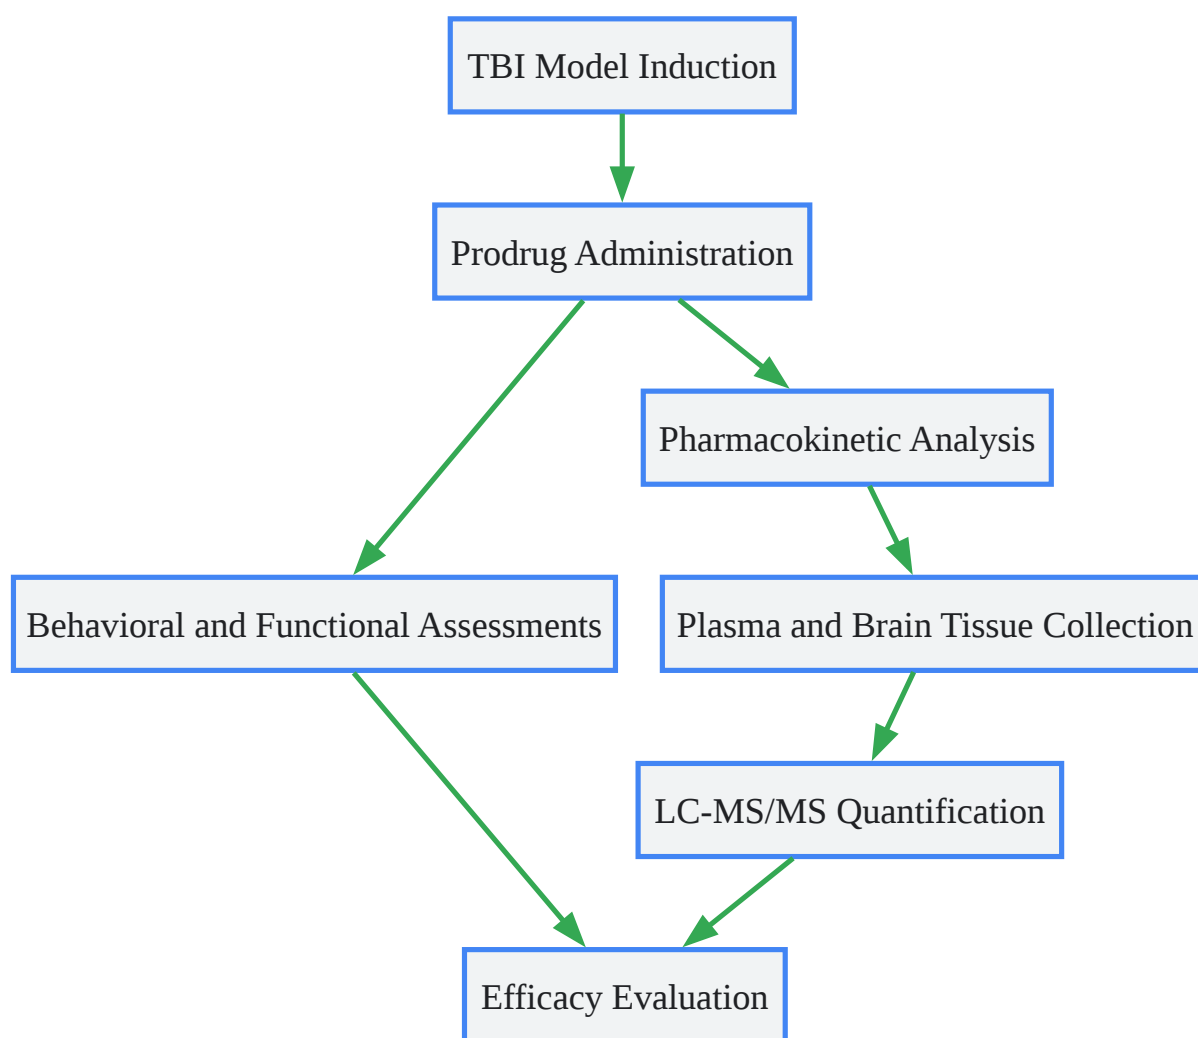 TBI Model Induction
Prodrug Administration
Pharmacokinetic Analysis
Behavioral and Functional Assessments
Plasma and Brain Tissue Collection
LC-MS/MS Quantification
Efficacy Evaluation